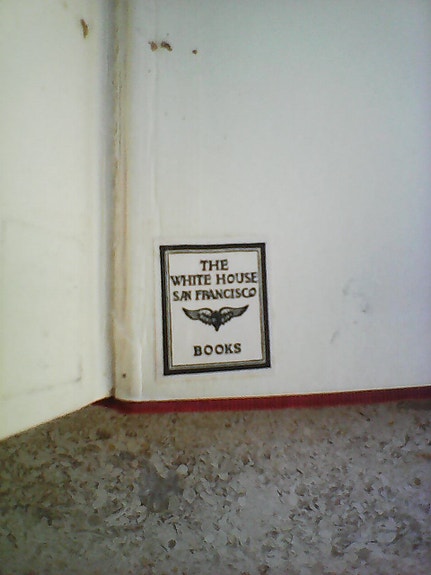 THE
WHITE HOUSE
SAN FRANCISCO
BOOKS